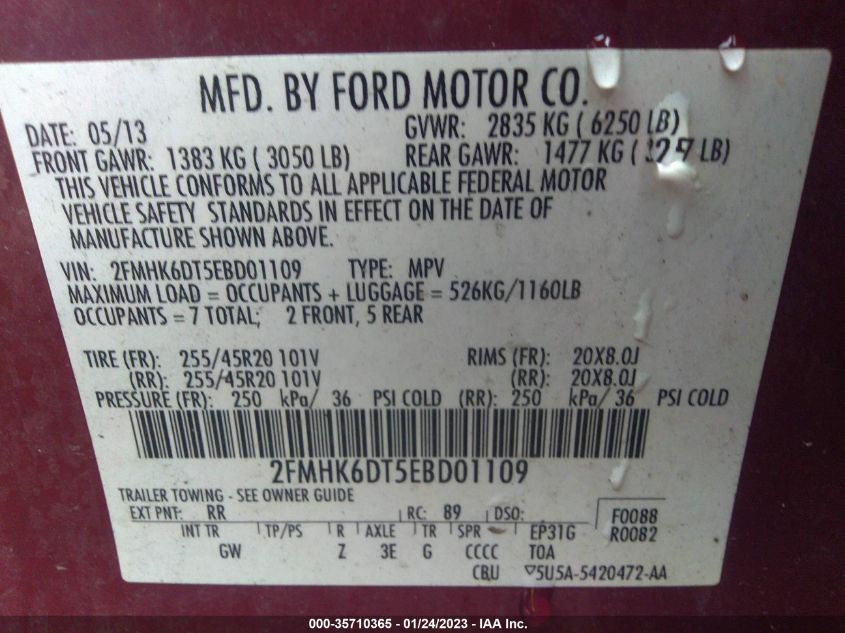 MFD. BY FORD MOTOR CO.
DATE: 05/13 GVWR: 2835 KG ( 6250 LB)
FRONT GAWR: 1383 KG ( 3050 LB) REAR GAWR: 1477 KG ( LB)
THIS VEHICLE CONFORMS TO ALL APPLICABLE FEDERAL MOTOR
VEHICLE SAFETY STANDARDS IN EFFECT ON THE DATE OF
MANUFACTURE SHOWN ABOVE.
VIN: 2FMHK6DT5EBD01109 TYPE: MPV
MAXIMUM LOAD = OCCUPANTS + LUGGAGE = 526KG/1160LB
OCCUPANTS = 7 TOTAL; 2 FRONT, 5 REAR
TIRE (FR): 255/45R20 101V RIMS (FR): 20X8.0J
(RR): 255/45R20 101V (RR): 20X8.0J
PRESSURE (FR): 250 kPa/ 36 PSI COLD (RR): 250 kPa/ 36 PSI COLD
2FMHK6DT5EBD01109
TRAILER TOWING - SEE OWNER GUIDE
EXT PNT: RR RC: 89 DSO: F0088
INT TR TP/PS R AXLE TR SPR EP31G R0082
GW Z 3E G CCCC TOA
CBU ▽5U5A-5420472-AA
000-35710365 - 01/24/2023 - IAA Inc.